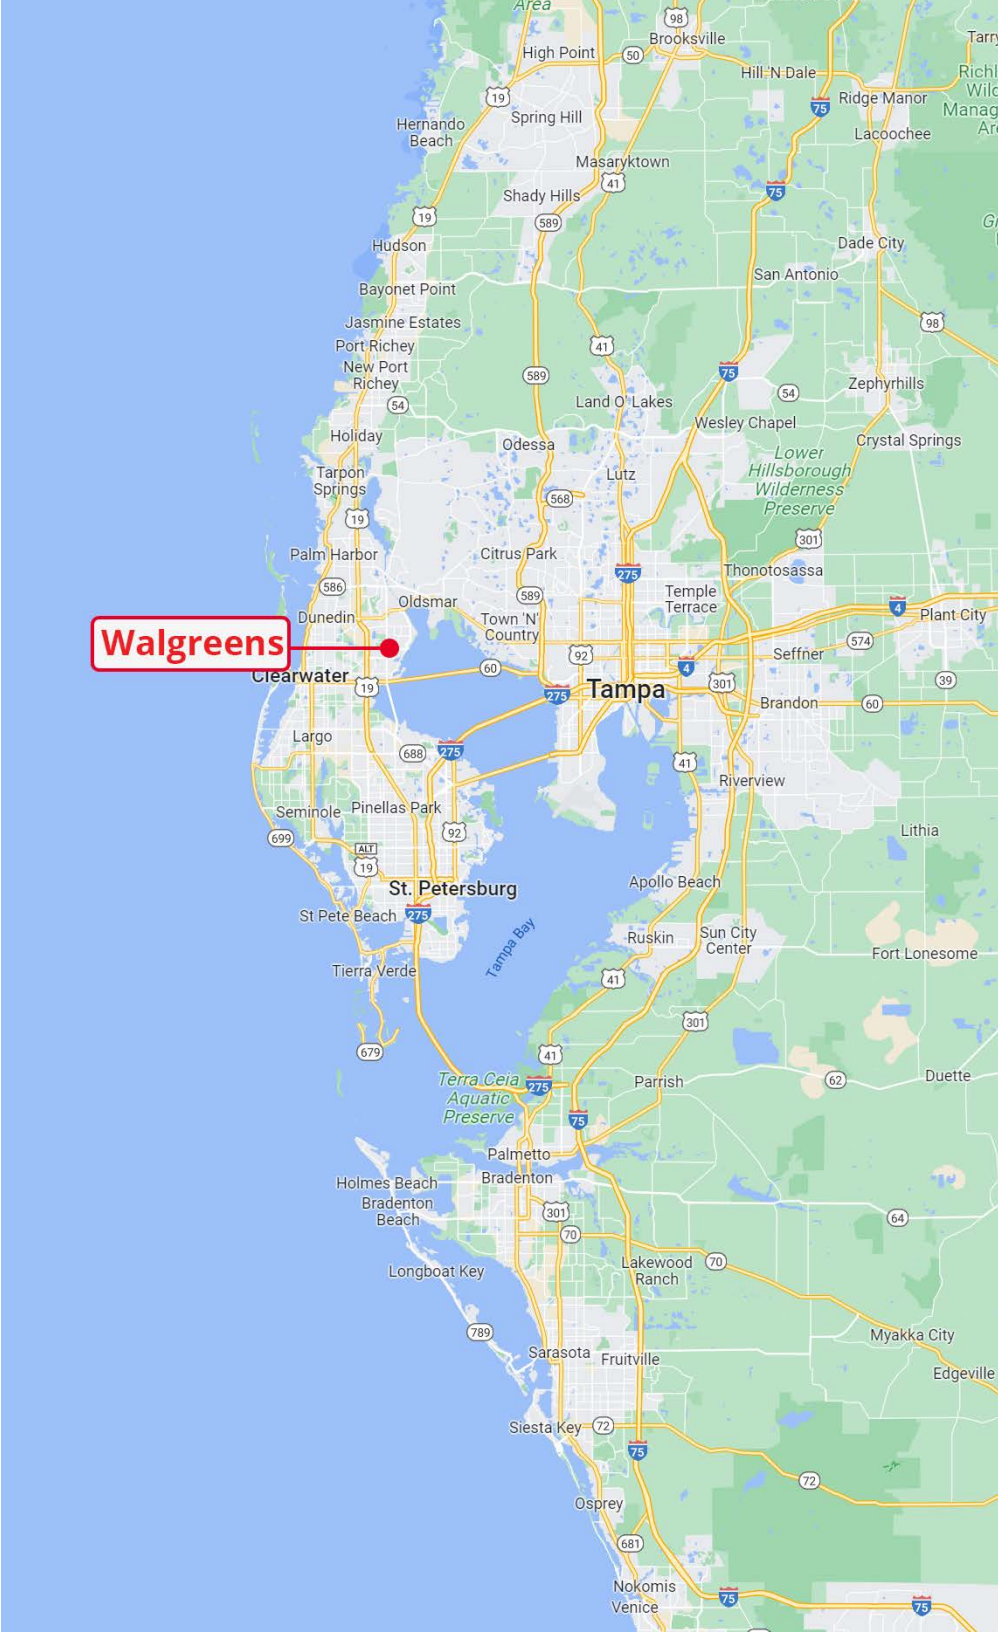 Area
98
Brooksville
Tarry
High Point
50
Hill 'N Dale
Richl
Wild
Manag
Are
19
75
Ridge Manor
Spring Hill
Hernando
Beach
Lacoochee
Masaryktown
41
75
Shady Hills
19
589
Hudson
Dade City
San Antonio
Bayonet Point
Jasmine Estates
98
Port Richey
41
New Port
Richey
589
75
54
Zephyrhills
54
Land O' Lakes
Wesley Chapel
Holiday
Odessa
Crystal Springs
Lower
Hillsborough
Wilderness
Preserve
Tarpon
Springs
Lutz
568
19
301
Palm Harbor
Citrus Park
275
Thonotosassa
586
589
Temple
Terrace
Oldsmar
4
Plant City
Dunedin
Town 'N'
Country
Walgreens
92
574
Seffner
60
4
Clearwater
19
275
Tampa
301
39
Brandon
60
Largo
688
275
41
Riverview
Seminole
Pinellas Park
699
92
Lithia
ALT
19
Apollo Beach
St. Petersburg
St Pete Beach
275
Tampa Bay
Ruskin
Sun City
Center
Fort Lonesome
Tierra Verde
41
301
679
41
Terra Ceia
Aquatic
Preserve
275
Parrish
62
Duette
75
Palmetto
Bradenton
Holmes Beach
Bradenton
Beach
301
64
70
Lakewood
Ranch
70
Longboat Key
789
Myakka City
Sarasota
Fruitville
Edgeville
Siesta Key
72
75
72
Osprey
681
Nokomis
75
75
Venice